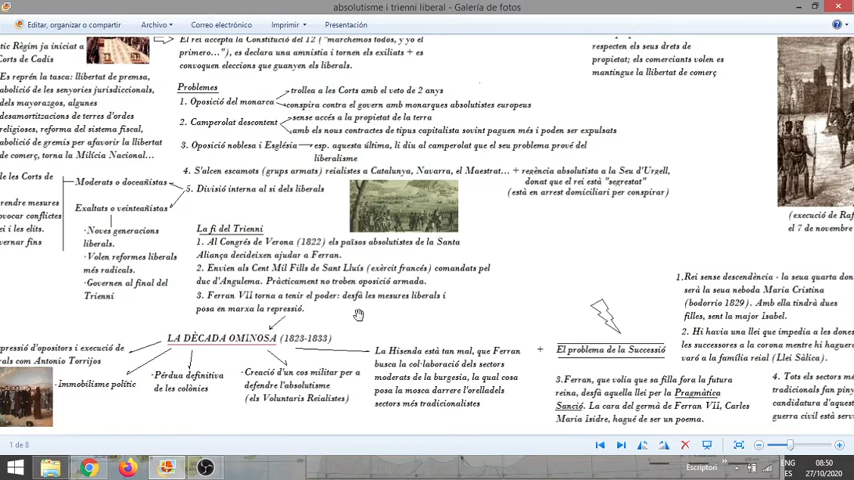 absolutisme i trienni liberal - Galería de fotos
Editar, organizar o compartir
Archivo
Correo electrónico
Imprimir
Presentación
tic Règim ja iniciat a
Corts de Cadis
Es reprén la tasca: llibertat de premsa,
abolició de les senyories jurisdiccionals,
dels mayorazgos, algunes
desamortitzacions de terres d'ordes
religioses, reforma del sistema fiscal,
abolició de gremis per afavorir la llibertat
de comerç, torna la Milícia Nacional...
El rei accepta la Constitució del 12 ("marchemos todos, y yo el
primero..."), es declara una amnistia i tornen els exiliats + es
convoquen eleccions que guanyen els liberals.
Problemes
1. Oposició del monarca
trollea a les Corts amb el veto de 2 anys
conspira contra el govern amb monarques absolutistes europeus
2. Camperolat descontent
sense accés a la propietat de la terra
amb els nous contractes de tipus capitalista sovint paguen més i poden ser expulsats
3. Oposició noblesa i Església
esp. aquesta última, li diu al camperolat que el seu problema prové del
liberalisme
4. S'alcen escamots (grups armats) reialistes a Catalunya, Navarra, el Maestrat... + regència absolutista a la Seu d'Urgell,
donat que el rei està "segrestat"
(està en arrest domiciliari per conspirar)
5. Divisió interna al si dels liberals
respecten els seus drets de
propietat; els comerciants volen es
mantingue la llibertat de comerç
de les Corts de
prendre mesures
ovocar conflictes
ei i les elits.
vernar fins
Moderats o doceañistas
Exaltats o veinteañistas
·Noves generacions
liberals.
·Volen reformes liberals
més radicals.
·Governen al final del
Trienni
La fi del Trienni
1. Al Congrés de Verona (1822) els països absolutistes de la Santa
Aliança decideixen ajudar a Ferran.
2. Envien als Cent Mil Fills de Sant Lluís (exèrcit francés) comandats pel
duc d'Angulema. Pràcticament no troben oposició armada.
3. Ferran VII torna a tenir el poder: desfà les mesures liberals i
posa en marxa la repressió.
(execució de Rafa
el 7 de novembre
LA DÈCADA OMINOSA (1823-1833)
pressió d'opositors i execució de
rals com Antonio Torrijos
·immobilisme polític
·Pérdua definitiva
de les colònies
·Creació d'un cos militar per a
defendre l'absolutisme
(els Voluntaris Reialistes)
La Hisenda està tan mal, que Ferran
busca la col·laboració dels sectors
moderats de la burgesia, la qual cosa
posa la mosca darrere l'orelladels
sectors més tradicionalistes
+
El problema de la Successió
1.Rei sense descendència - la seua quarta don
serà la seua neboda Maria Cristina
(bodorrio 1829). Amb ella tindrà dues
filles, sent la major Isabel.
2. Hi havia una llei que impedia a les dones
les successores a la corona mentre hi haguera
varó a la família reial (Llei Sàlica).
3.Ferran, que volia que sa filla fora la futura
reina, desfà aquella llei per la Pragmàtica
Sanció. La cara del germà de Ferran VII, Carles
Maria Isidre, hagué de ser un poema.
4. Tots els sectors més
tradicionals fan piny
candidatura d'aquest
guerra civil està servi
1 de 8
Escriptori
ENG
ES
08:50
27/10/2020